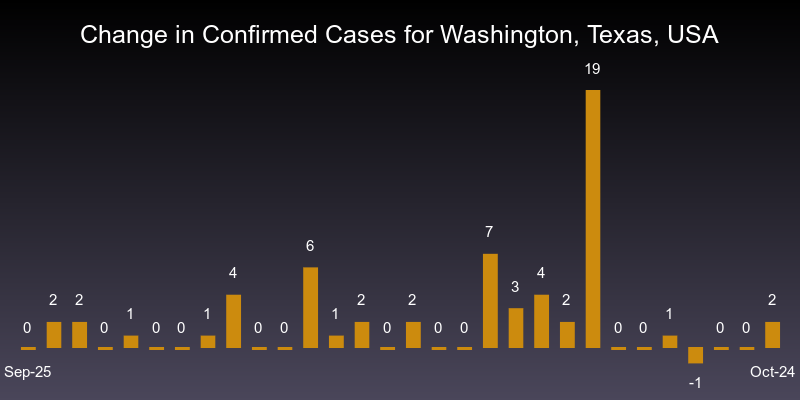 Change in Confirmed Cases for Washington, Texas, USA
0 2 2 0 1 0 0 1 4 0 0 6 1 2 0 2 0 0 7 3 4 2 19 0 0 1 -1 0 0 2
Sep-25 Oct-24